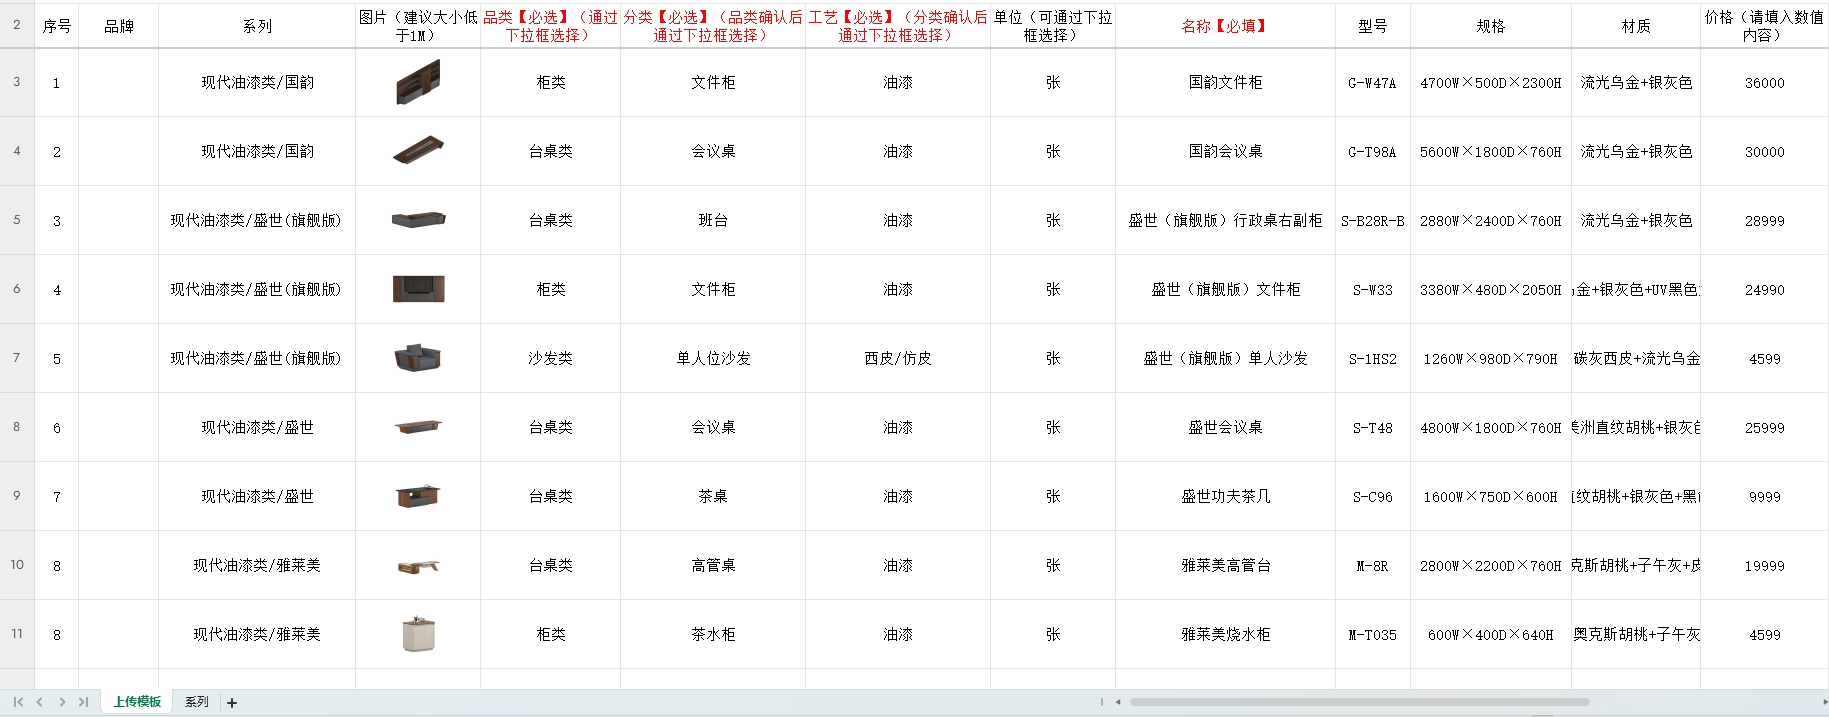 2 序号 品牌 系列 图片（建议大小低于1M） 品类【必选】（通过下拉框选择） 分类【必选】（品类确认后通过下拉框选择） 工艺【必选】（分类确认后通过下拉框选择） 单位（可通过下拉框选择） 名称【必填】 型号 规格 材质 价格（请填入数值内容）
3 1 现代油漆类/国韵 柜类 文件柜 油漆 张 国韵文件柜 G-W47A 4700W×500D×2300H 流光乌金+银灰色 36000
4 2 现代油漆类/国韵 台桌类 会议桌 油漆 张 国韵会议桌 G-T98A 5600W×1800D×760H 流光乌金+银灰色 30000
5 3 现代油漆类/盛世(旗舰版) 台桌类 班台 油漆 张 盛世（旗舰版）行政桌右副柜 S-B28R-B 2880W×2400D×760H 流光乌金+银灰色 28999
6 4 现代油漆类/盛世(旗舰版) 柜类 文件柜 油漆 张 盛世（旗舰版）文件柜 S-W33 3380W×480D×2050H 金+银灰色+UV黑色 24990
7 5 现代油漆类/盛世(旗舰版) 沙发类 单人位沙发 西皮/仿皮 张 盛世（旗舰版）单人沙发 S-1HS2 1260W×980D×790H 碳灰西皮+流光乌金 4599
8 6 现代油漆类/盛世 台桌类 会议桌 油漆 张 盛世会议桌 S-T48 4800W×1800D×760H 美洲直纹胡桃+银灰色 25999
9 7 现代油漆类/盛世 台桌类 茶桌 油漆 张 盛世功夫茶几 S-C96 1600W×750D×600H 纹胡桃+银灰色+黑 9999
10 8 现代油漆类/雅莱美 台桌类 高管桌 油漆 张 雅莱美高管台 M-8R 2800W×2200D×760H 克斯胡桃+子午灰+皮 19999
11 8 现代油漆类/雅莱美 柜类 茶水柜 油漆 张 雅莱美烧水柜 M-T035 600W×400D×640H 奥克斯胡桃+子午灰 4599
上传模板 系列 +